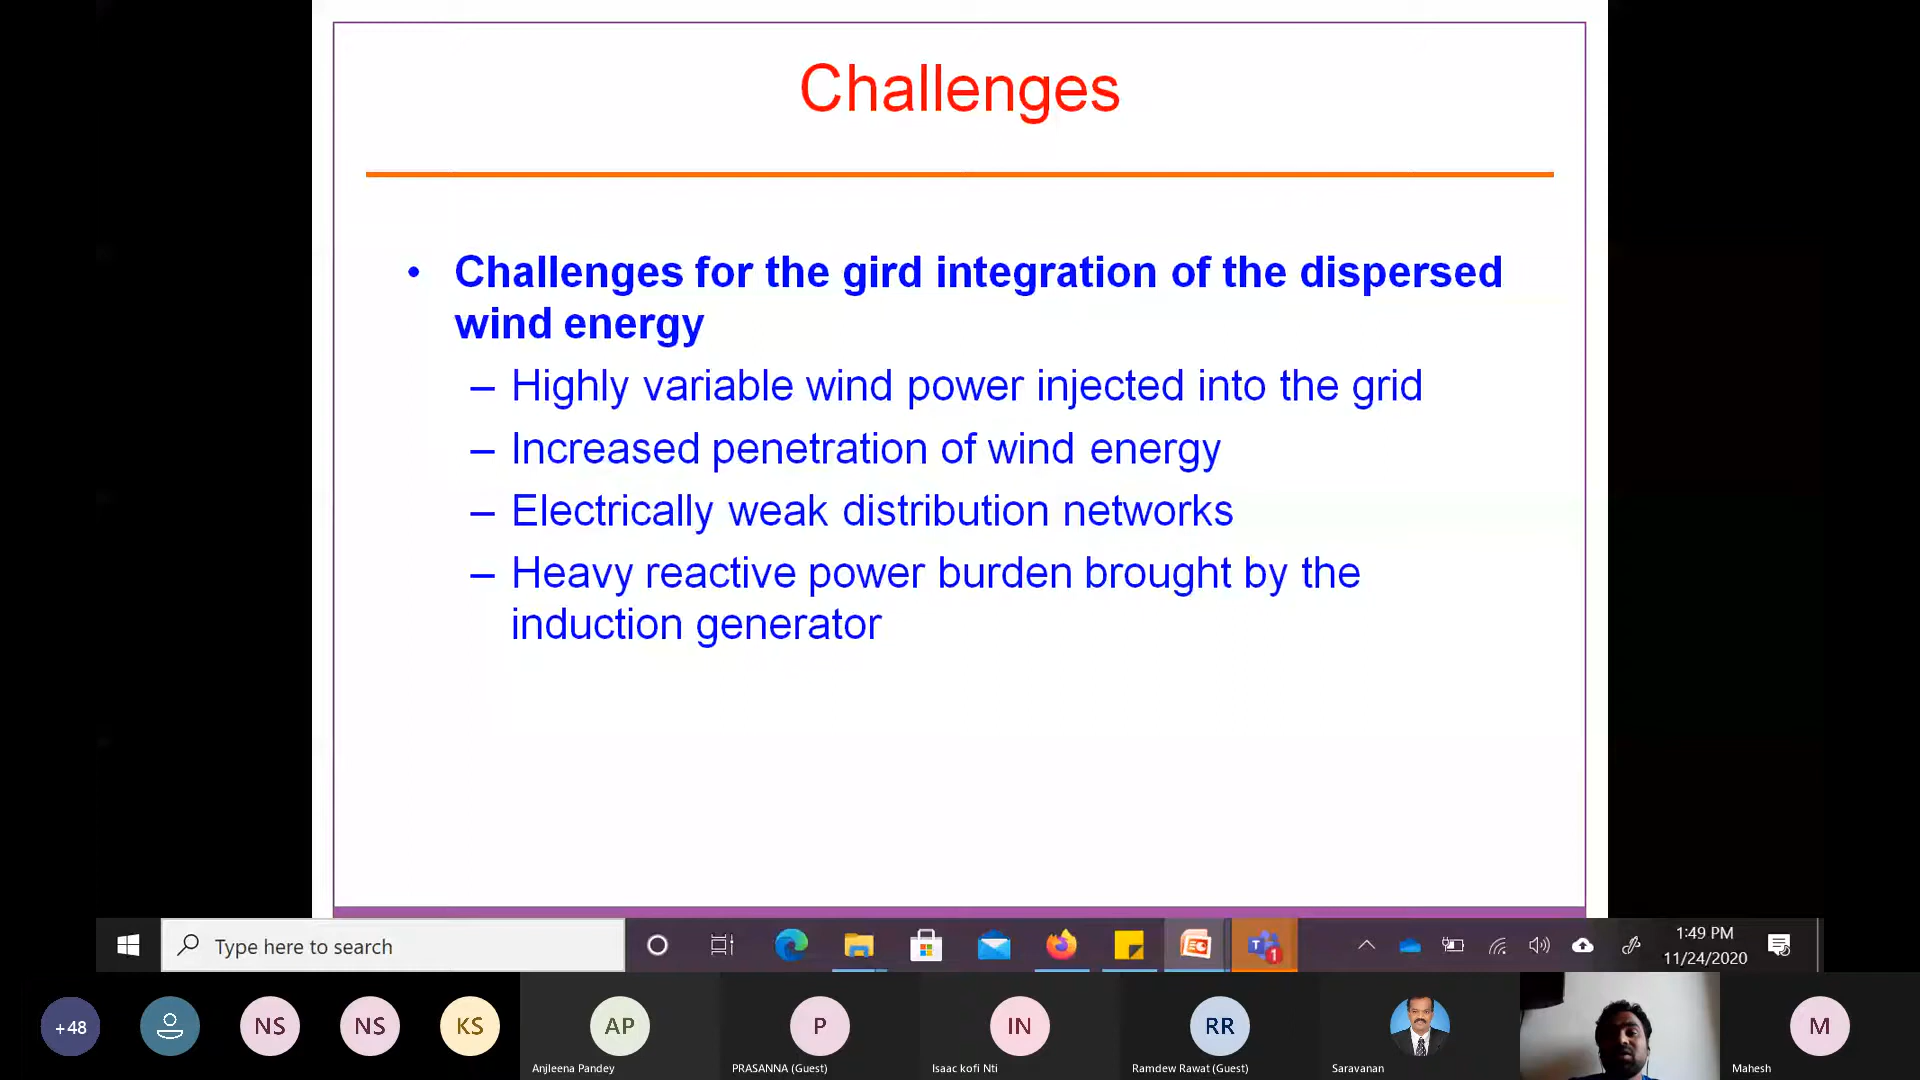 Challenges
• Challenges for the gird integration of the dispersed
wind energy
– Highly variable wind power injected into the grid
– Increased penetration of wind energy
– Electrically weak distribution networks
– Heavy reactive power burden brought by the
induction generator
Type here to search
1
1:49 PM
11/24/2020
+48
NS
NS
KS
AP
P
IN
RR
M
Anjleena Pandey
PRASANNA (Guest)
Isaac kofi Nti
Ramdew Rawat (Guest)
Saravanan
Mahesh